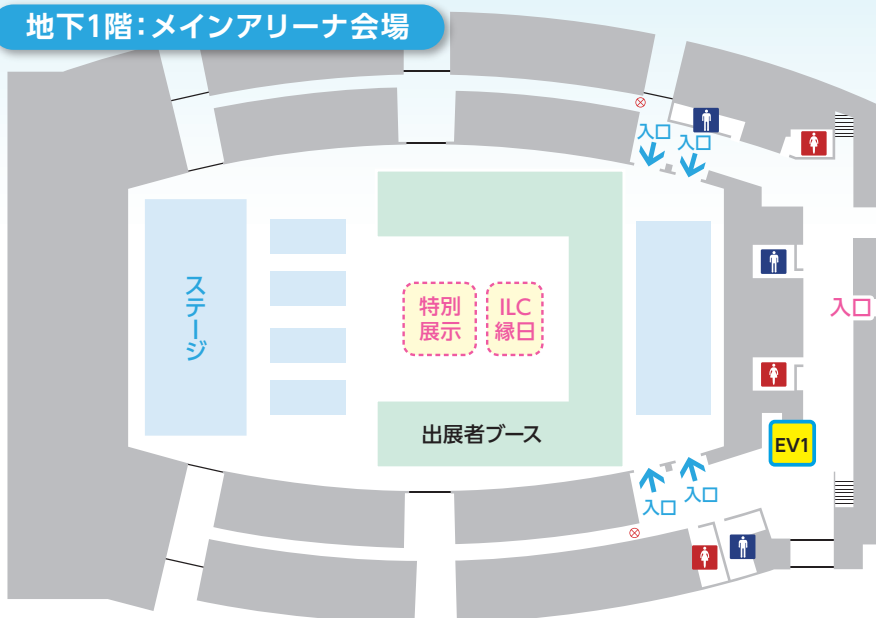 地下1階：メインアリーナ会場
入口
入口
ステージ
特別
展示
ILC
縁日
入口
出展者ブース
EV1
入口
入口